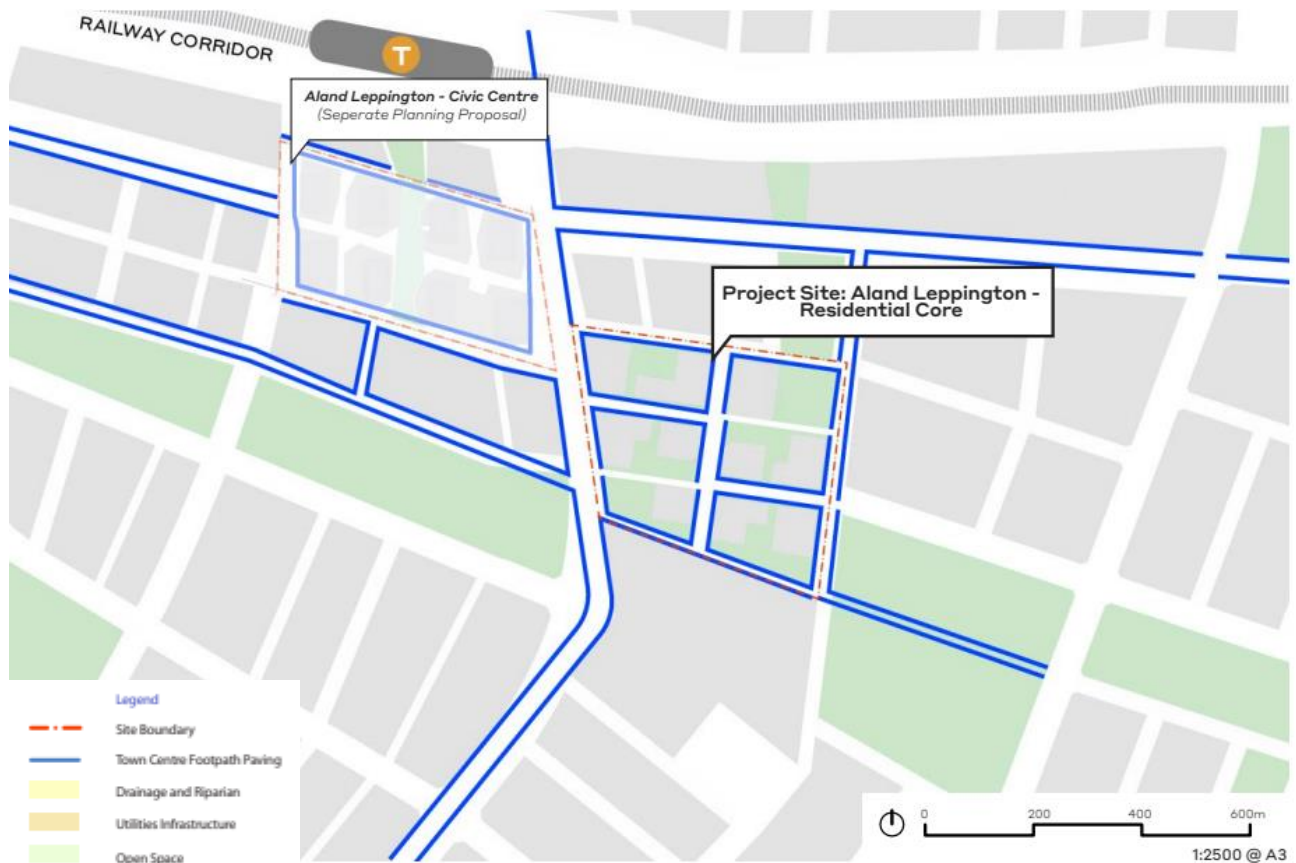 RAILWAY CORRIDOR
T
Aland Leppington - Civic Centre
(Seperate Planning Proposal)
Project Site: Aland Leppington -
Residential Core
Legend
Site Boundary
Town Centre Footpath Paving
Drainage and Riparian
Utilities Infrastructure
Open Space
0 200 400 600m
1:2500 @ A3